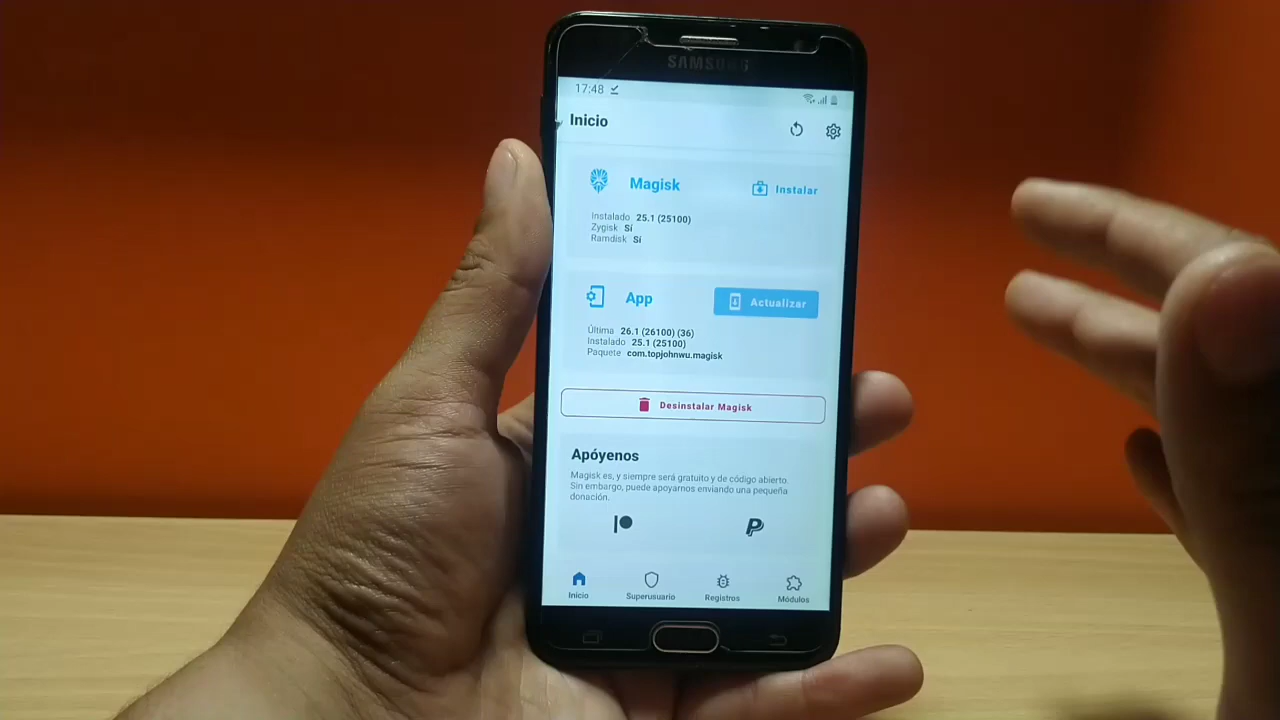 SAMSUNG
17:48
Inicio
Magisk
Instalar
Instalado 25.1 (25100)
Zygisk Sí
Ramdisk Sí
App
Actualizar
Última 26.1 (26100) (36)
Instalado 25.1 (25100)
Paquete com.topjohnwu.magisk
Desinstalar Magisk
Apóyenos
Magisk es, y siempre será gratuito y de código abierto.
Sin embargo, puede apoyarnos enviando una pequeña
donación.
Inicio
Superusuario
Registros
Módulos